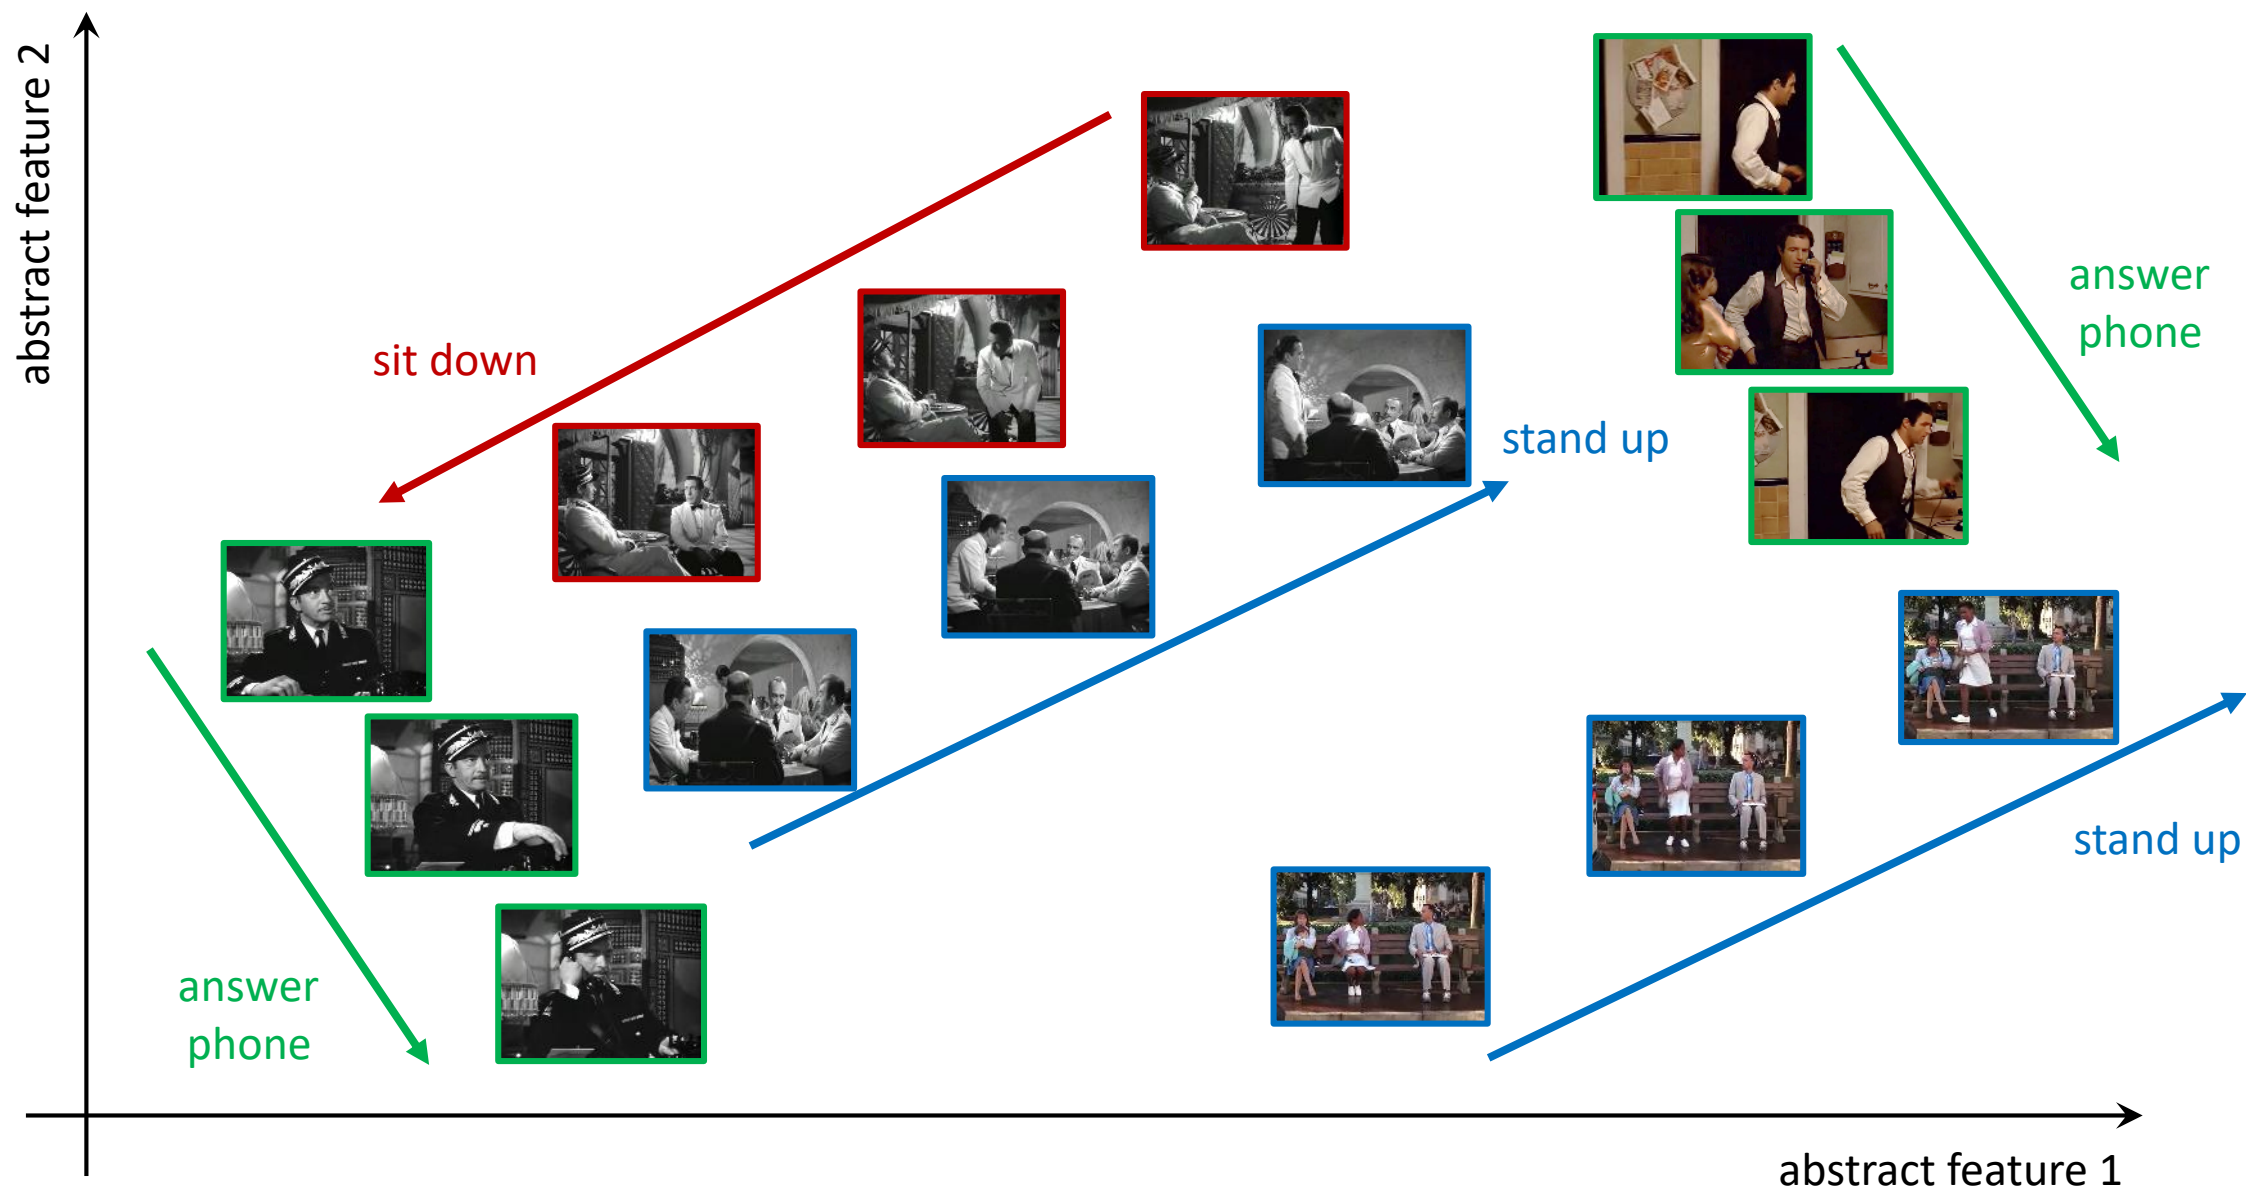 abstract feature 2
sit down
stand up
answer
phone
answer
phone
stand up
abstract feature 1